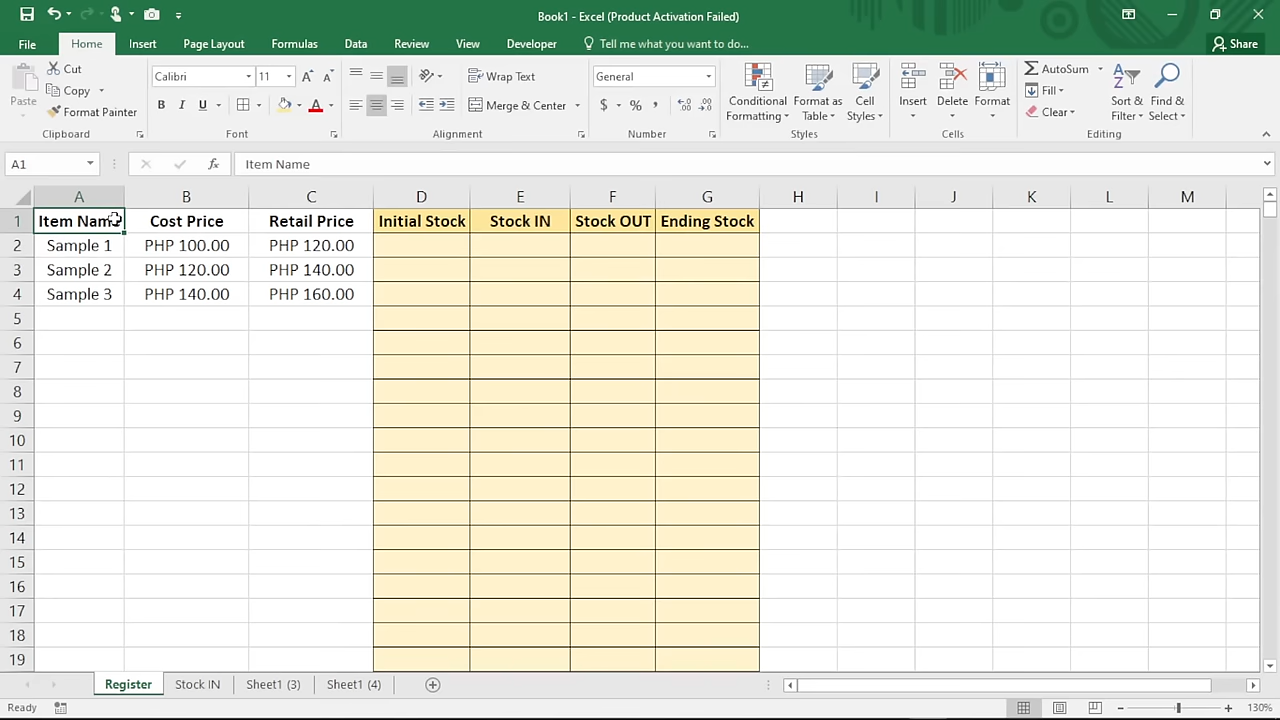 Book1 - Excel (Product Activation Failed)
File Home Insert Page Layout Formulas Data Review View Developer Tell me what you want to do... Share
Paste Cut Copy Format Painter Clipboard
Calibri 11 A A B I U A Font
ab Wrap Text Merge & Center Alignment
General $ % , Number
Conditional Formatting Format as Table Cell Styles Styles
Insert Delete Format Cells
AutoSum Fill Clear Sort & Filter Find & Select Editing
A1 fx Item Name
A B C D E F G H I J K L M
1 Item Name Cost Price Retail Price Initial Stock Stock IN Stock OUT Ending Stock
2 Sample 1 PHP 100.00 PHP 120.00
3 Sample 2 PHP 120.00 PHP 140.00
4 Sample 3 PHP 140.00 PHP 160.00
5
6
7
8
9
10
11
12
13
14
15
16
17
18
19
Register Stock IN Sheet1 (3) Sheet1 (4)
Ready 130%